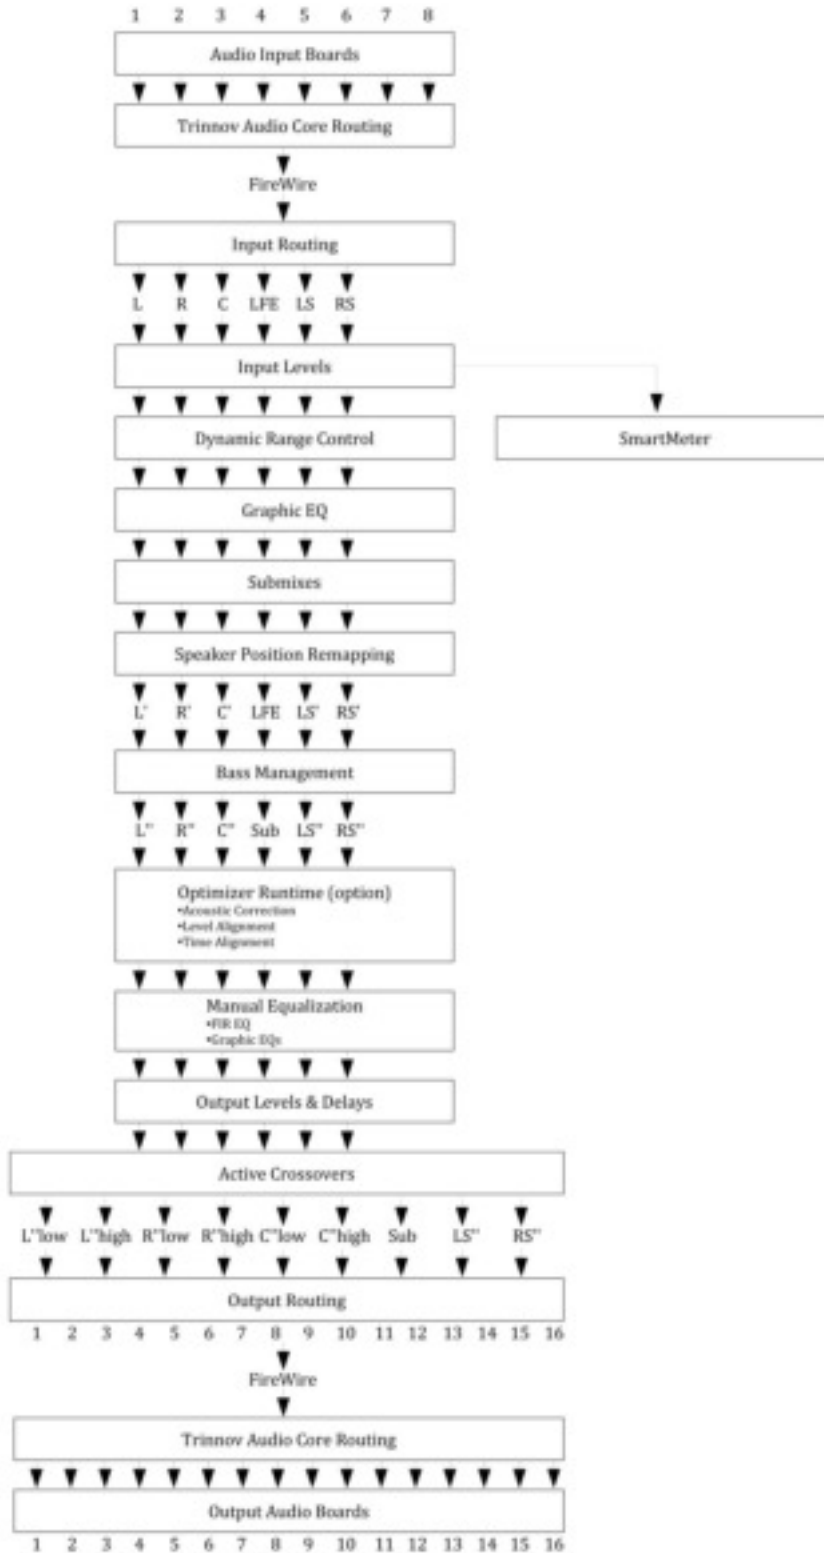 1 2 3 4 5 6 7 8
Audio Input Boards
Trinnov Audio Core Routing
FireWire
Input Routing
L R C LFE LS RS
Input Levels
Dynamic Range Control
SmartMeter
Graphic EQ
Submixes
Speaker Position Remapping
L' R' C' LFE LS' RS'
Bass Management
L'' R'' C'' Sub LS'' RS''
Optimizer Runtime (option)
•Acoustic Correction
•Level Alignment
•Time Alignment
Manual Equalization
•FIR EQ
•Graphic EQs
Output Levels & Delays
Active Crossovers
L''low L''high R''low R''high C''low C''high Sub LS'' RS''
Output Routing
1 2 3 4 5 6 7 8 9 10 11 12 13 14 15 16
FireWire
Trinnov Audio Core Routing
Output Audio Boards
1 2 3 4 5 6 7 8 9 10 11 12 13 14 15 16